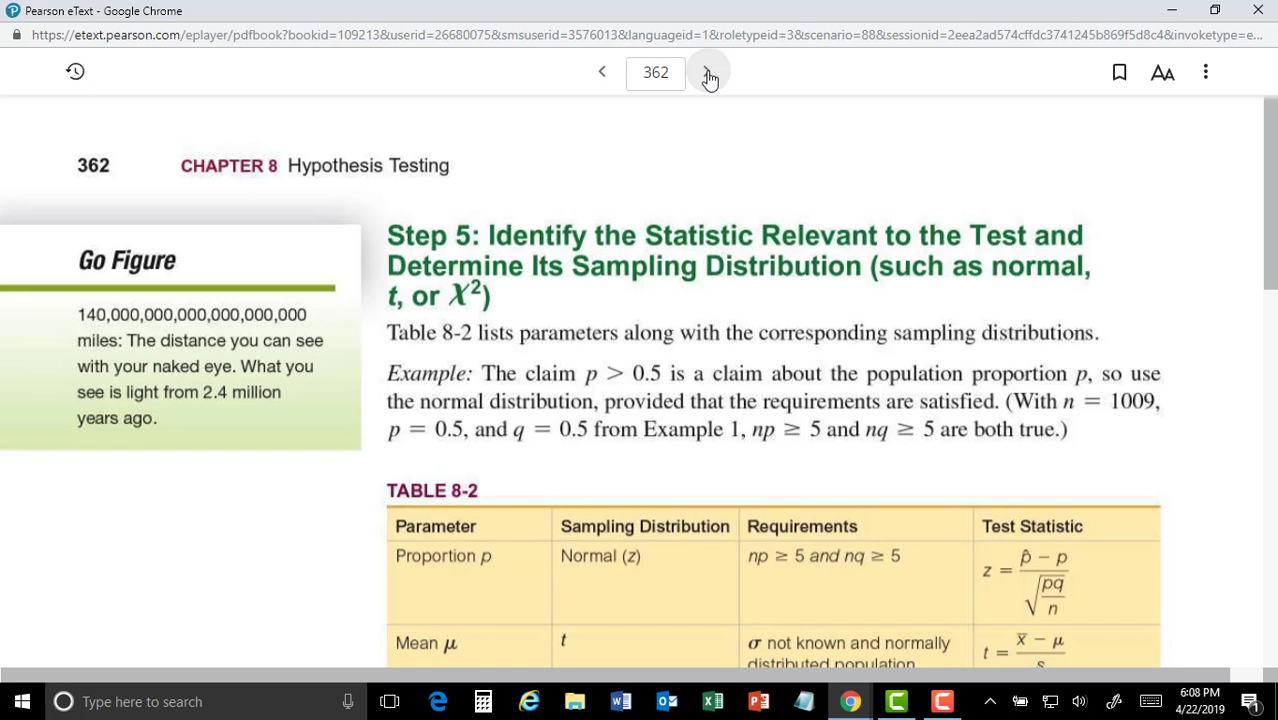 Pearson eText - Google Chrome
https://etext.pearson.com/eplayer/pdfbook?bookid=109213&userid=26680075&smsuserid=3576013&languageid=1&roletypeid=3&scenario=88&sessionid=2eea2ad574cffdc3741245b869f5d8c4&invoketype=e...
362
362 CHAPTER 8 Hypothesis Testing
Go Figure
140,000,000,000,000,000,000
miles: The distance you can see
with your naked eye. What you
see is light from 2.4 million
years ago.
Step 5: Identify the Statistic Relevant to the Test and
Determine Its Sampling Distribution (such as normal,
t, or χ²)
Table 8-2 lists parameters along with the corresponding sampling distributions.
Example: The claim p > 0.5 is a claim about the population proportion p, so use
the normal distribution, provided that the requirements are satisfied. (With n = 1009,
p = 0.5, and q = 0.5 from Example 1, np ≥ 5 and nq ≥ 5 are both true.)
TABLE 8-2
Parameter Sampling Distribution Requirements Test Statistic
Proportion p Normal (z) np ≥ 5 and nq ≥ 5 z = (p̂ − p) / √(pq/n)
Mean μ t σ not known and normally t = (x̄ − μ) / s
distributed population
Type here to search
6:08 PM
4/22/2019
1